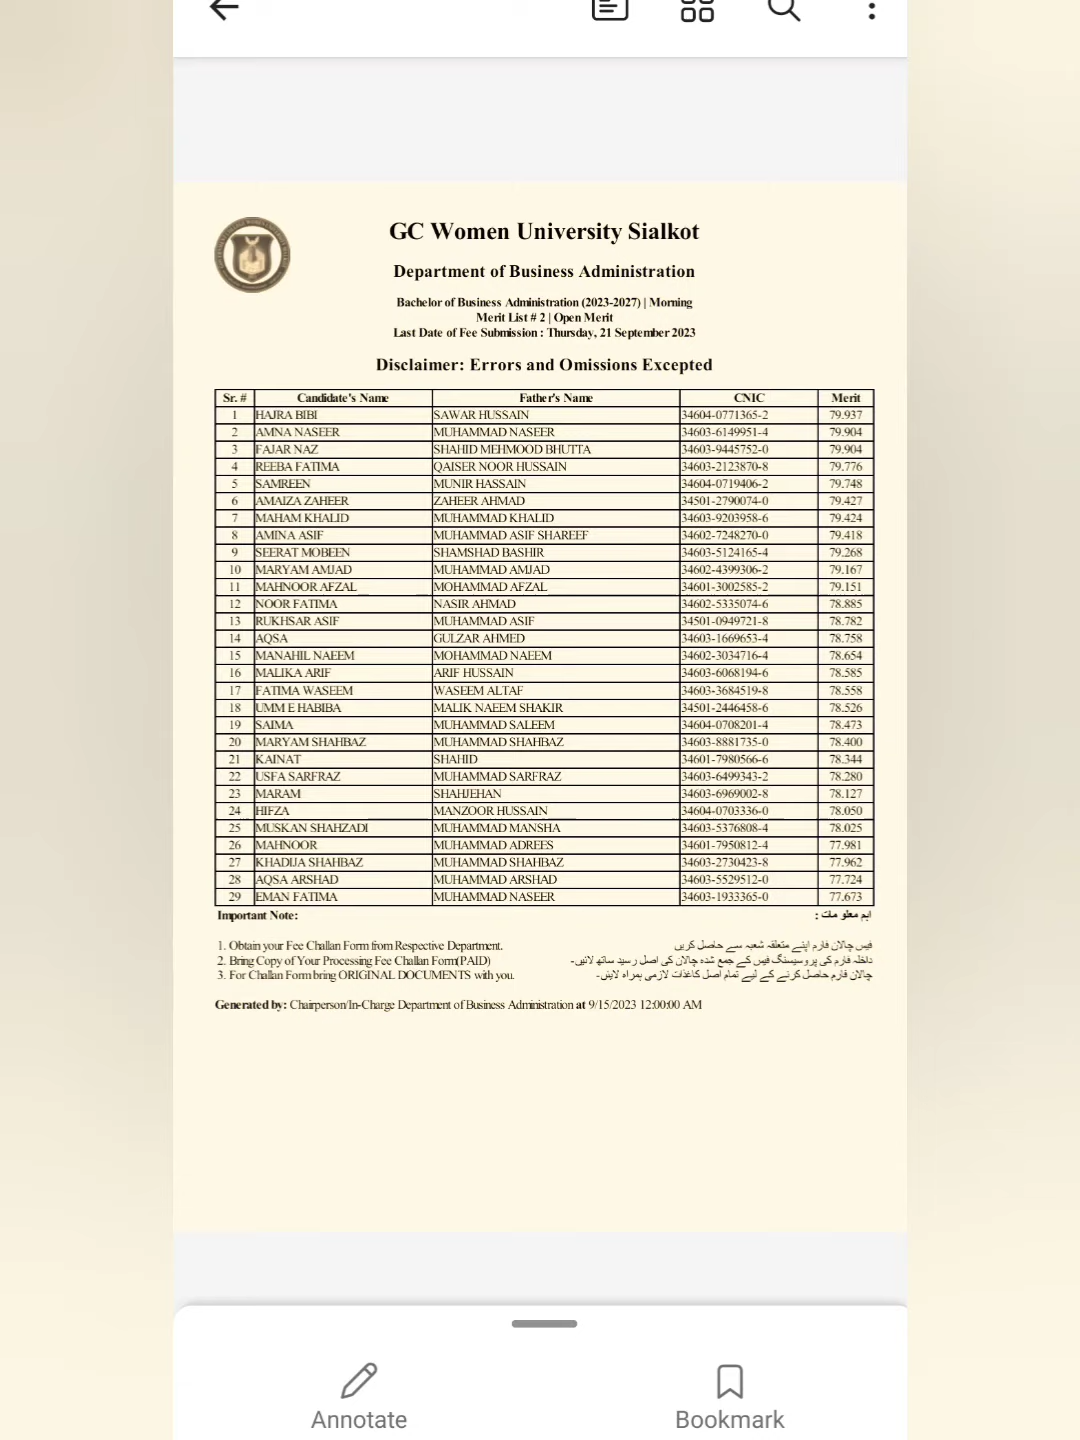 GC Women University Sialkot
Department of Business Administration
Bachelor of Business Administration (2023-2027) | Morning
Merit List # 2 | Open Merit
Last Date of Fee Submission : Thursday, 21 September 2023
Disclaimer: Errors and Omissions Excepted
Sr. # Candidate's Name Father's Name CNIC Merit
1 HAJRA BIBI SAWAR HUSSAIN 34604-0771365-2 79.937
2 AMNA NASEER MUHAMMAD NASEER 34603-6149951-4 79.904
3 FAJAR NAZ SHAHID MEHMOOD BHUTTA 34603-9445752-0 79.904
4 REEBA FATIMA QAISER NOOR HUSSAIN 34603-2123870-8 79.776
5 SAMREEN MUNIR HASSAIN 34604-0719406-2 79.748
6 AMAIZA ZAHEER ZAHEER AHMAD 34501-2790074-0 79.427
7 MAHAM KHALID MUHAMMAD KHALID 34603-9203958-6 79.424
8 AMINA ASIF MUHAMMAD ASIF SHAREEF 34602-7248270-0 79.418
9 SEERAT MOBEEN SHAMSHAD BASHIR 34603-5124165-4 79.268
10 MARYAM AMJAD MUHAMMAD AMJAD 34602-4399306-2 79.167
11 MAHNOOR AFZAL MOHAMMAD AFZAL 34601-3002585-2 79.151
12 NOOR FATIMA NASIR AHMAD 34602-5335074-6 78.885
13 RUKHSAR ASIF MUHAMMAD ASIF 34501-0949721-8 78.782
14 AQSA GULZAR AHMED 34603-1669653-4 78.758
15 MANAHIL NAEEM MOHAMMAD NAEEM 34602-3034716-4 78.654
16 MALIKA ARIF ARIF HUSSAIN 34603-6068194-6 78.585
17 FATIMA WASEEM WASEEM ALTAF 34603-3684519-8 78.558
18 UMM E HABIBA MALIK NAEEM SHAKIR 34501-2446458-6 78.526
19 SAIMA MUHAMMAD SALEEM 34604-0708201-4 78.473
20 MARYAM SHAHBAZ MUHAMMAD SHAHBAZ 34603-8881735-0 78.400
21 KAINAT SHAHID 34601-7980566-6 78.344
22 USFA SARFRAZ MUHAMMAD SARFRAZ 34603-6499343-2 78.280
23 MARAM SHAHJEHAN 34603-6969002-8 78.127
24 HIFZA MANZOOR HUSSAIN 34604-0703336-0 78.050
25 MUSKAN SHAHZADI MUHAMMAD MANSHA 34603-5376808-4 78.025
26 MAHNOOR MUHAMMAD ADREES 34601-7950812-4 77.981
27 KHADIJA SHAHBAZ MUHAMMAD SHAHBAZ 34603-2730423-8 77.962
28 AQSA ARSHAD MUHAMMAD ARSHAD 34603-5529512-0 77.724
29 EMAN FATIMA MUHAMMAD NASEER 34603-1933365-0 77.673
Important Note: اہم معلو مات :
1. Obtain your Fee Challan Form from Respective Department. فیس چالان فارم اپنے متعلقہ شعبہ سے حاصل کریں
2. Bring Copy of Your Processing Fee Challan Form(PAID) داخلہ فارم کی پروسیسنگ فیس کے جمع شدہ چالان کی اصل رسید ساتھ لائیں۔
3. For Challan Form bring ORIGINAL DOCUMENTS with you. چالان فارم حاصل کرنے کے لیے تمام اصل کاغذات لازمی ہمراہ لایئں۔
Generated by: Chairperson/In-Charge Department of Business Administration at 9/15/2023 12:00:00 AM
Annotate Bookmark